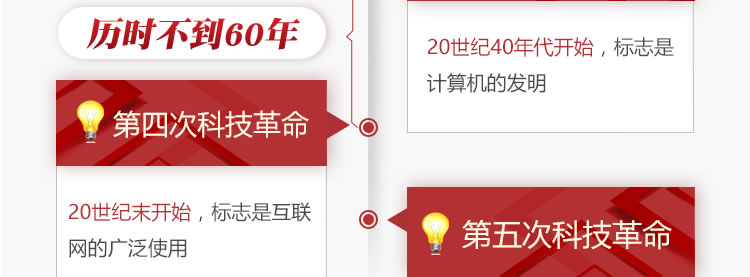 历时不到60年
20世纪40年代开始，标志是
计算机的发明
第四次科技革命
20世纪末开始，标志是互联
网的广泛使用
第五次科技革命